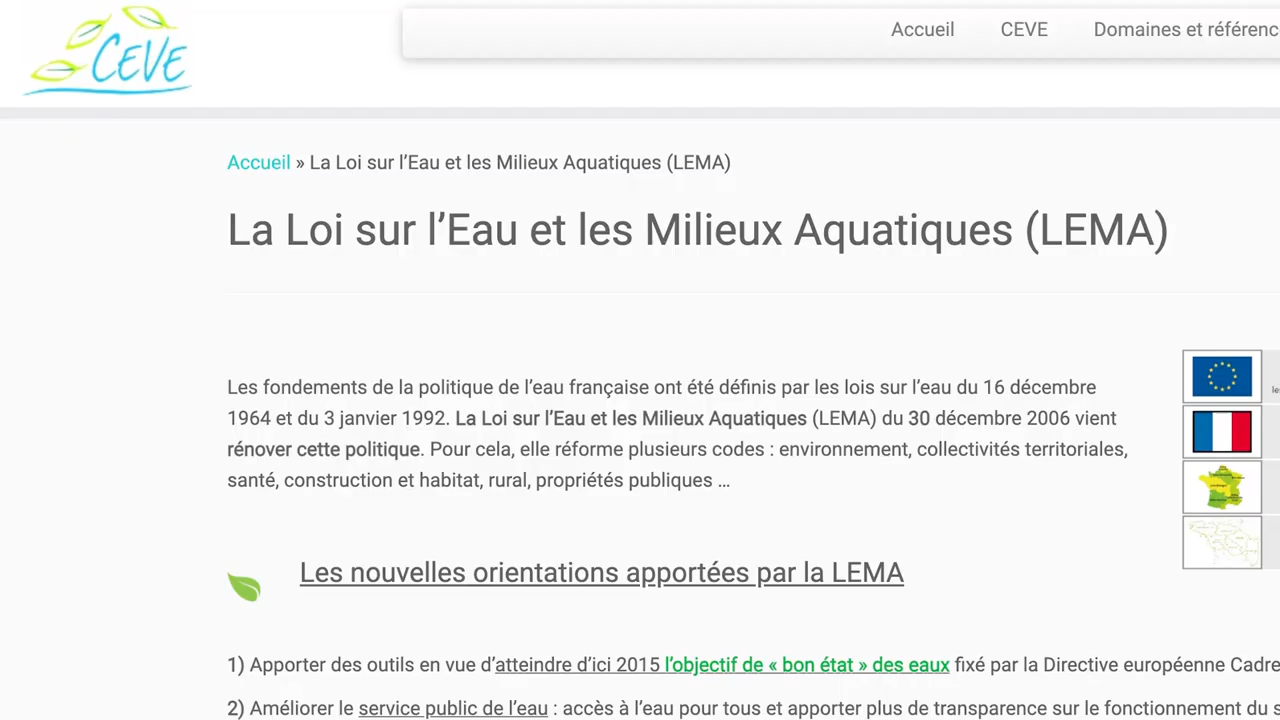 CEVE
Accueil CEVE Domaines et référenc
Accueil » La Loi sur l’Eau et les Milieux Aquatiques (LEMA)
La Loi sur l’Eau et les Milieux Aquatiques (LEMA)
Les fondements de la politique de l’eau française ont été définis par les lois sur l’eau du 16 décembre
1964 et du 3 janvier 1992. La Loi sur l’Eau et les Milieux Aquatiques (LEMA) du 30 décembre 2006 vient
rénover cette politique. Pour cela, elle réforme plusieurs codes : environnement, collectivités territoriales,
santé, construction et habitat, rural, propriétés publiques ...
Les nouvelles orientations apportées par la LEMA
1) Apporter des outils en vue d’atteindre d’ici 2015 l’objectif de « bon état » des eaux fixé par la Directive européenne Cadre
2) Améliorer le service public de l’eau : accès à l’eau pour tous et apporter plus de transparence sur le fonctionnement du s